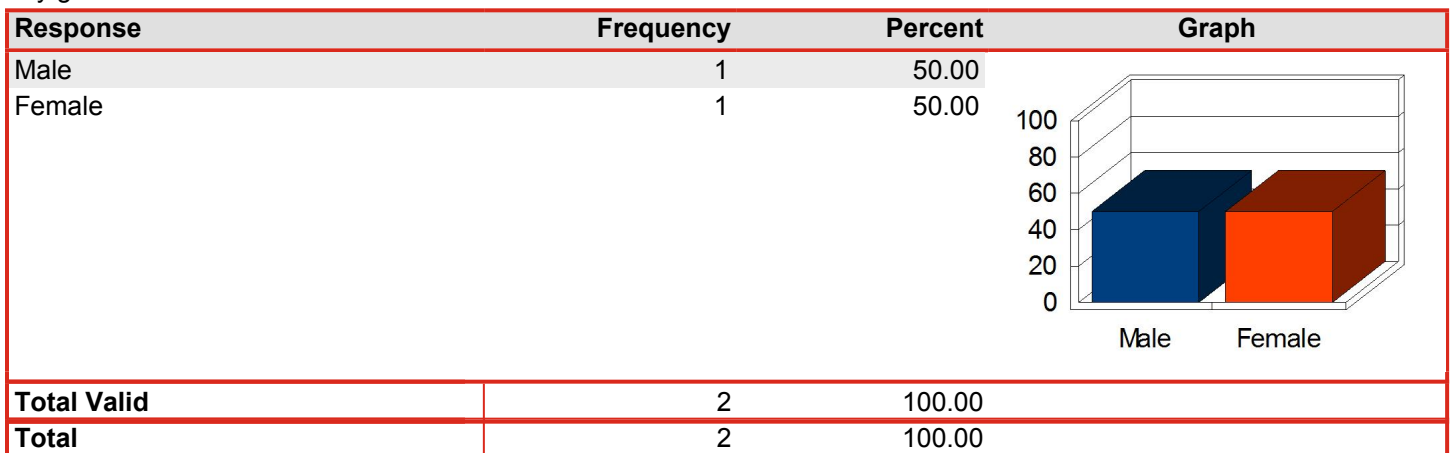 Response Frequency Percent Graph
Male 1 50.00
Female 1 50.00
100
80
60
40
20
0
Male Female
Total Valid 2 100.00
Total 2 100.00